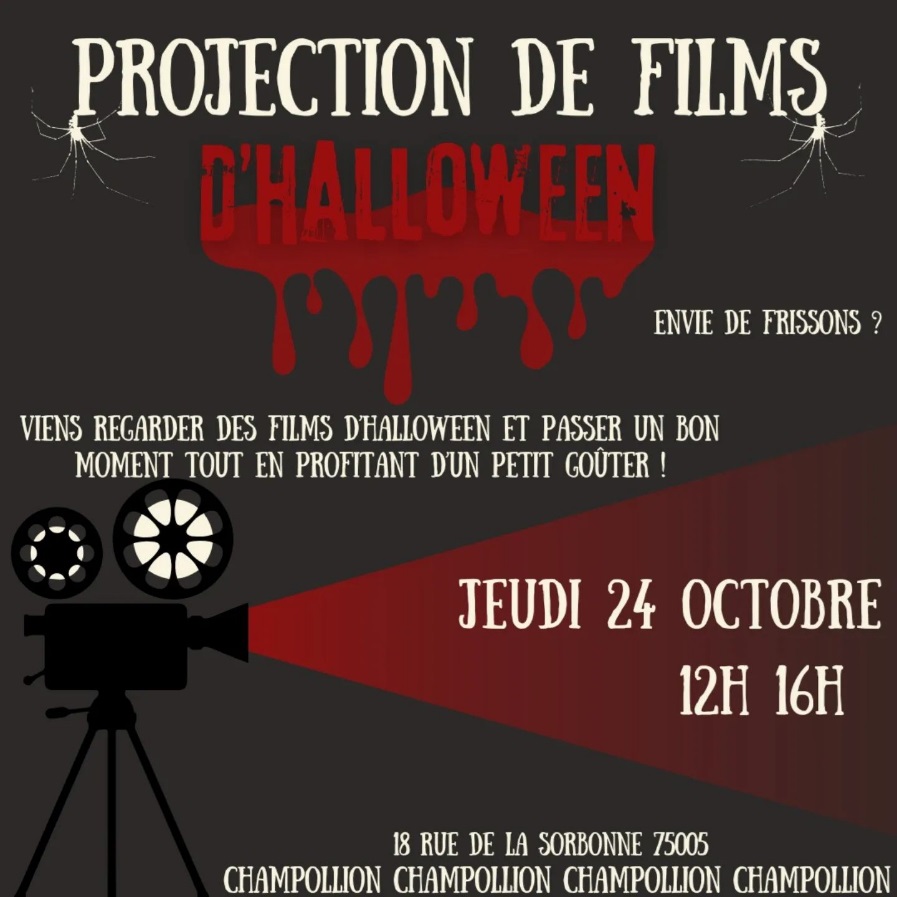 PROJECTION DE FILMS
D'HALLOWEEN
ENVIE DE FRISSONS ?
VIENS REGARDER DES FILMS D'HALLOWEEN ET PASSER UN BON
MOMENT TOUT EN PROFITANT D'UN PETIT GOÛTER !
JEUDI 24 OCTOBRE
12H 16H
18 RUE DE LA SORBONNE 75005
CHAMPOLLION CHAMPOLLION CHAMPOLLION CHAMPOLLION